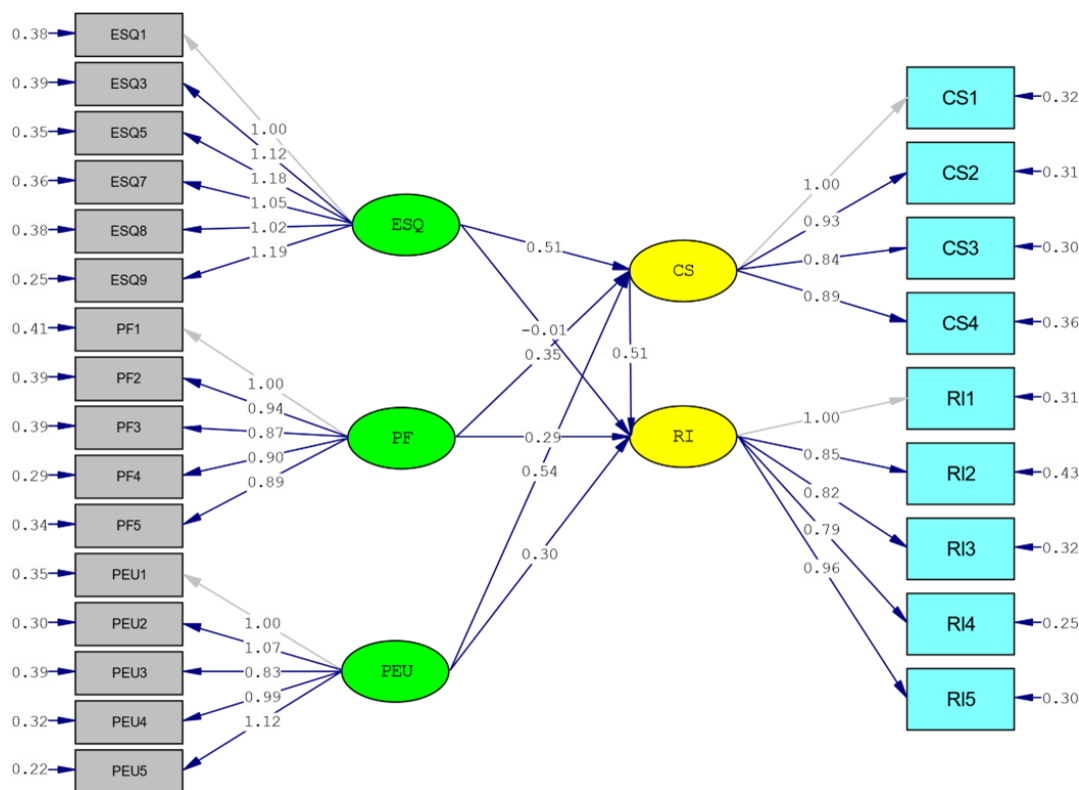 0.38 ESQ1
0.39 ESQ3
0.35 ESQ5
0.36 ESQ7
0.38 ESQ8
0.25 ESQ9
0.41 PF1
0.39 PF2
0.39 PF3
0.29 PF4
0.34 PF5
0.35 PEU1
0.30 PEU2
0.39 PEU3
0.32 PEU4
0.22 PEU5
1.00
1.12
1.18
1.05
1.02
1.19
1.00
0.94
0.87
0.90
0.89
1.00
1.07
0.83
0.99
1.12
ESQ
PF
PEU
0.51
-0.01
0.35
0.51
0.29
0.54
0.30
CS
RI
1.00
0.93
0.84
0.89
1.00
0.85
0.82
0.79
0.96
CS1 0.32
CS2 0.31
CS3 0.30
CS4 0.36
RI1 0.31
RI2 0.43
RI3 0.32
RI4 0.25
RI5 0.30